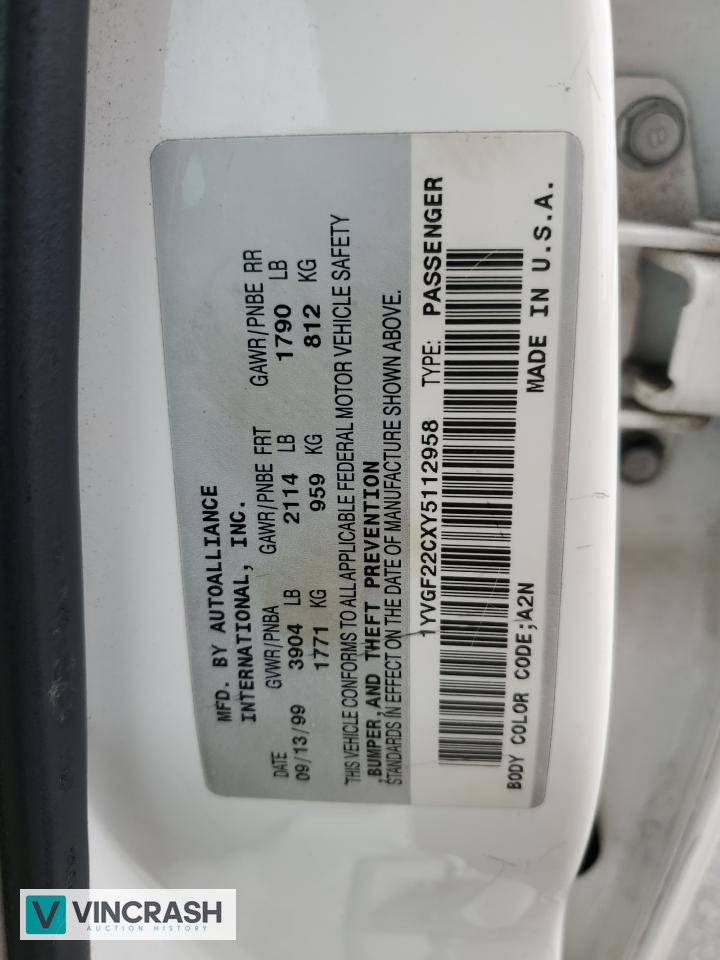 MFD. BY AUTOALLIANCE
INTERNATIONAL, INC.
DATE GVWR/PNBA GAWR/PNBE FRT GAWR/PNBE RR
09/13/99 3904 LB 2114 LB 1790 LB
1771 KG 959 KG 812 KG
THIS VEHICLE CONFORMS TO ALL APPLICABLE FEDERAL MOTOR VEHICLE SAFETY
,BUMPER,AND THEFT PREVENTION
STANDARDS IN EFFECT ON THE DATE OF MANUFACTURE SHOWN ABOVE.
1YVGF22CXY5112958 TYPE: PASSENGER
BODY COLOR CODE;A2N MADE IN U.S.A.
V VINCRASH
AUCTION HISTORY